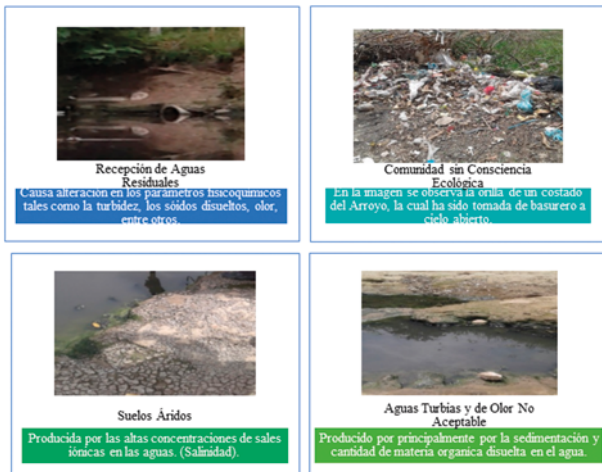 Recepción de Aguas
Residuales
Causa alteración en los parámetros fisicoquímicos
tales como la turbidez, los sóidos disueltos, olor,
entre otros.
Comunidad sin Consciencia
Ecológica
En la imagen se observa la orilla de un costado
del Arroyo, la cual ha sido tomada de basurero a
cielo abierto.
Suelos Áridos
Producida por las altas concentraciones de sales
iónicas en las aguas. (Salinidad).
Aguas Turbias y de Olor No
Aceptable
Producido por principalmente por la sedimentación y
cantidad de materia organica disuelta en el agua.